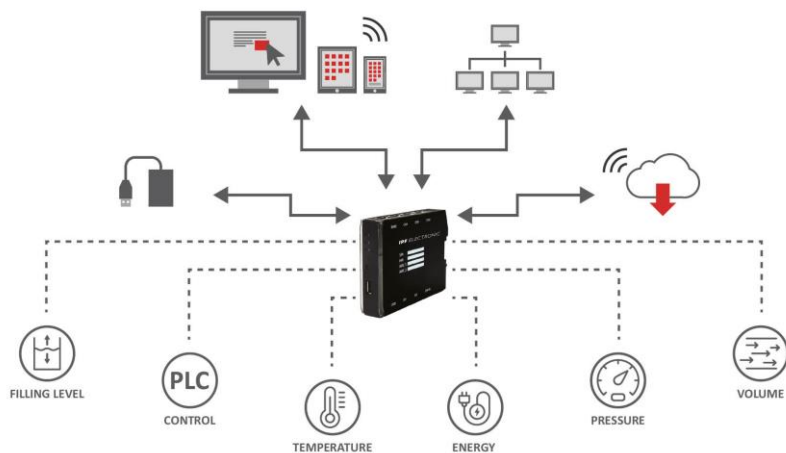 ipf ELECTRONIC
FILLING LEVEL
PLC
CONTROL
TEMPERATURE
ENERGY
PRESSURE
VOLUME